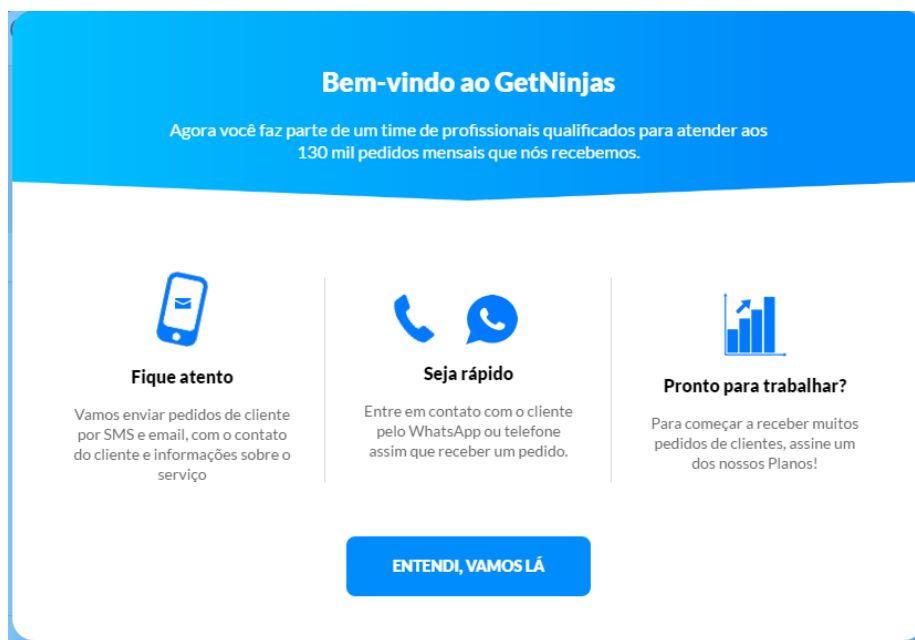 Bem-vindo ao GetNinjas
Agora você faz parte de um time de profissionais qualificados para atender aos
130 mil pedidos mensais que nós recebemos.
Fique atento
Vamos enviar pedidos de cliente
por SMS e email, com o contato
do cliente e informações sobre o
serviço
Seja rápido
Entre em contato com o cliente
pelo WhatsApp ou telefone
assim que receber um pedido.
Pronto para trabalhar?
Para começar a receber muitos
pedidos de clientes, assine um
dos nossos Planos!
ENTENDI, VAMOS LÁ